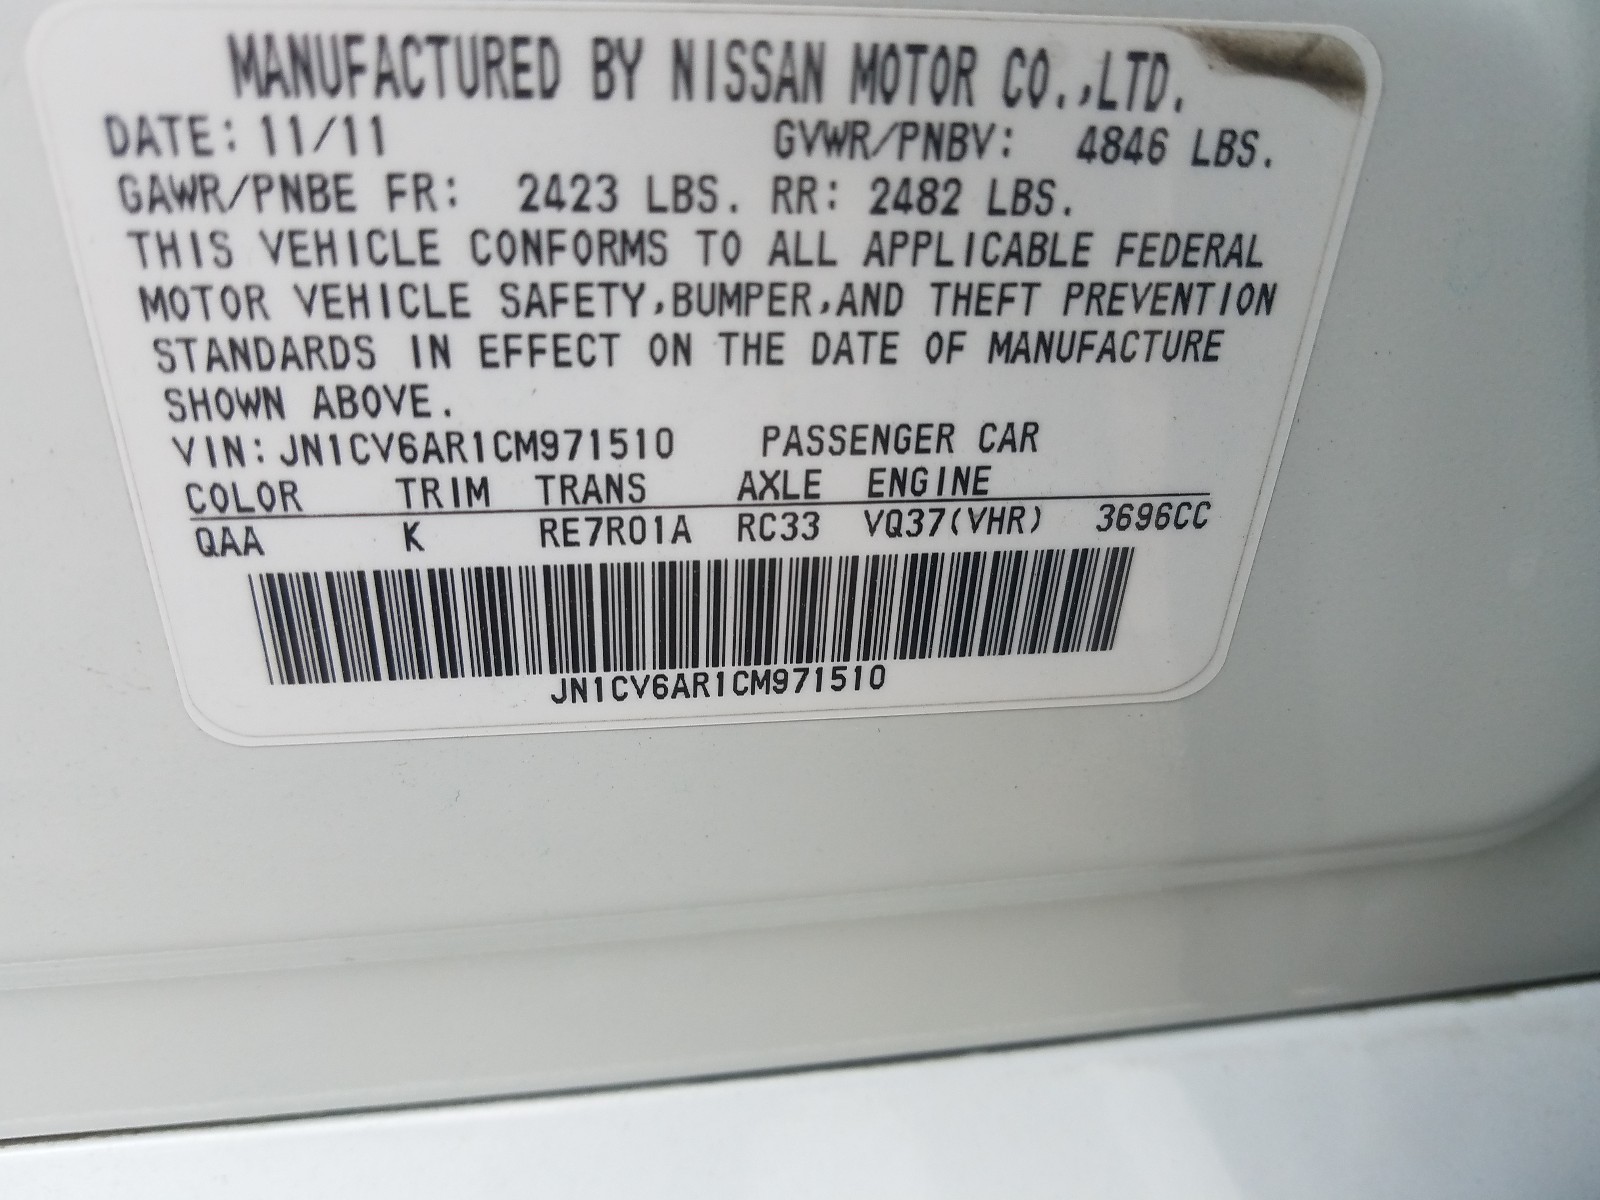 MANUFACTURED BY NISSAN MOTOR CO.,LTD.
DATE: 11/11 GVWR/PNBV: 4846 LBS.
GAWR/PNBE FR: 2423 LBS. RR: 2482 LBS.
THIS VEHICLE CONFORMS TO ALL APPLICABLE FEDERAL
MOTOR VEHICLE SAFETY,BUMPER,AND THEFT PREVENTION
STANDARDS IN EFFECT ON THE DATE OF MANUFACTURE
SHOWN ABOVE.
VIN: JN1CV6AR1CM971510 PASSENGER CAR
COLOR TRIM TRANS AXLE ENGINE
QAA K RE7R01A RC33 VQ37(VHR) 3696CC
JN1CV6AR1CM971510